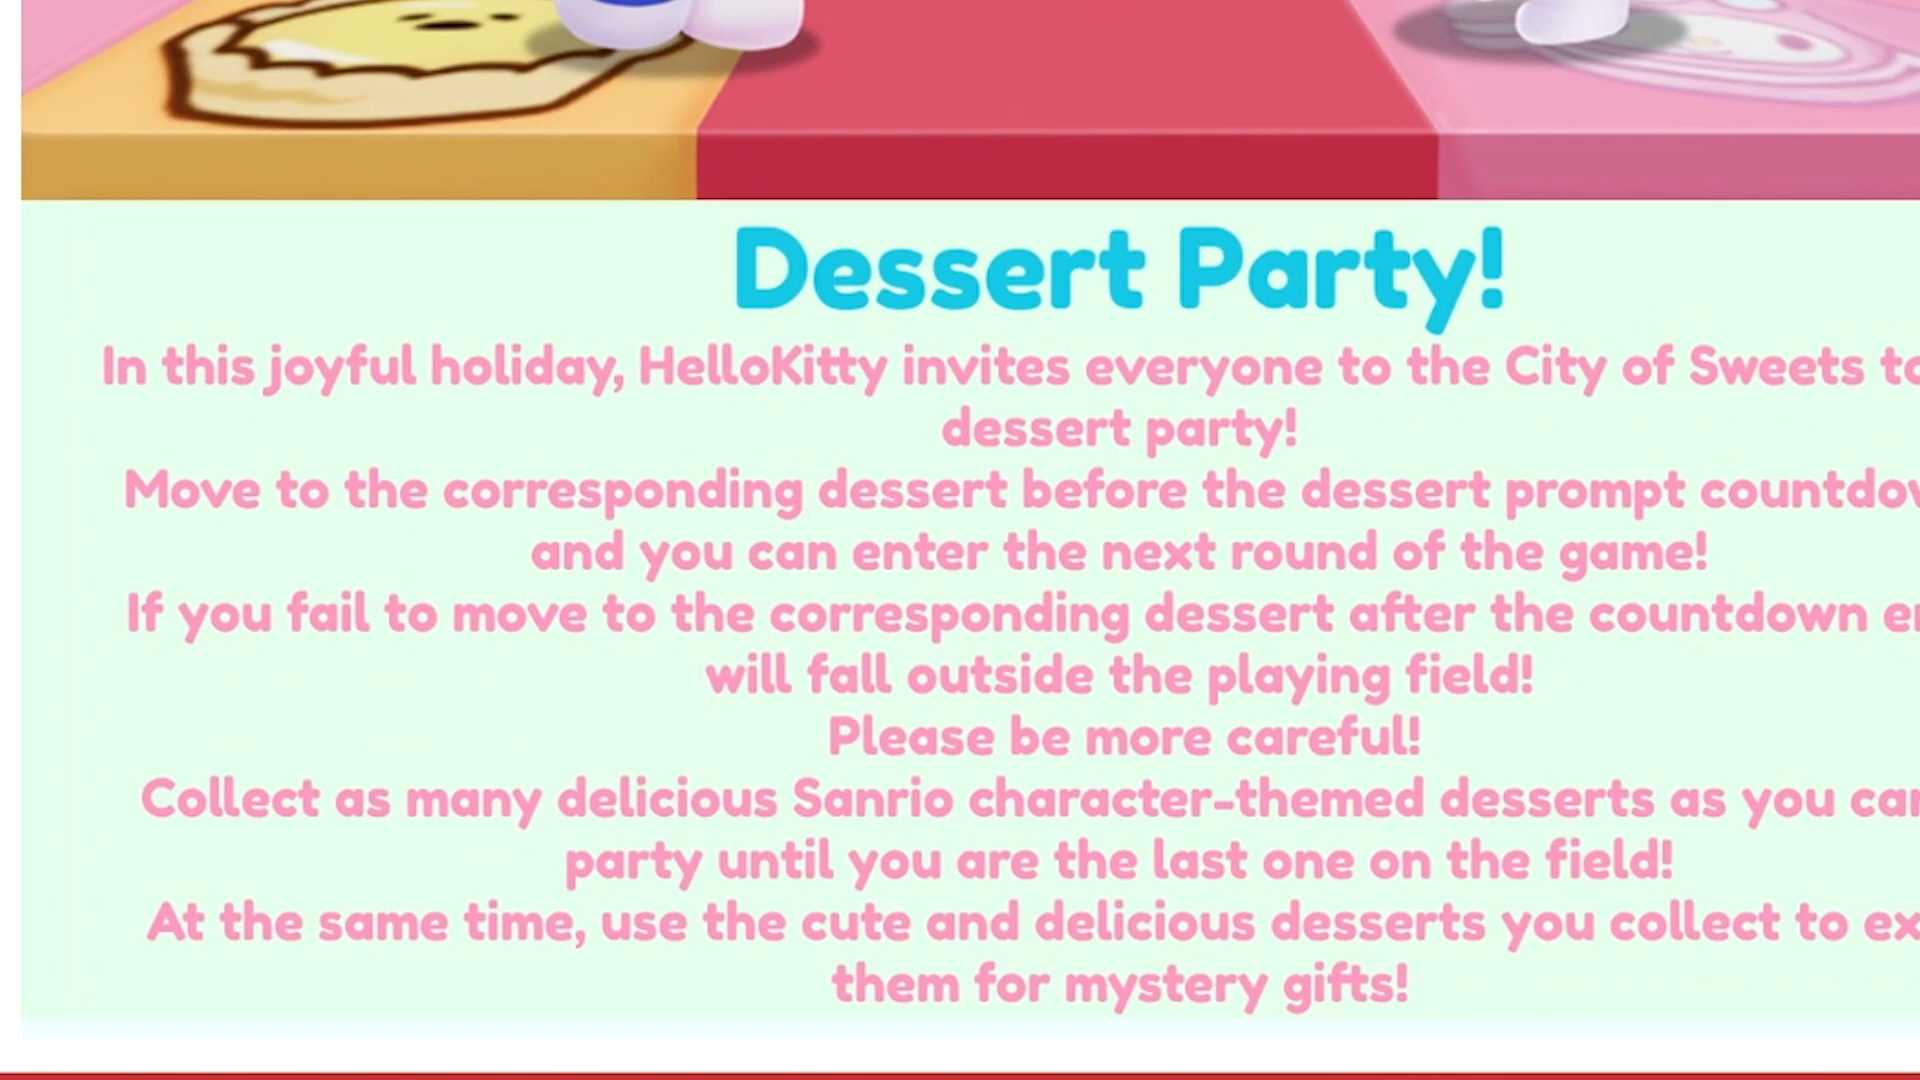 Dessert Party!
In this joyful holiday, HelloKitty invites everyone to the City of Sweets
dessert party!
Move to the corresponding dessert before the dessert prompt
and you can enter the next round of the game!
If you fail to move to the corresponding dessert after the countdown
will fall outside the playing field!
Please be more careful!
Collect as many delicious Sanrio character-themed desserts as you
party until you are the last one on the field!
At the same time, use the cute and delicious desserts you collect to
them for mystery gifts!